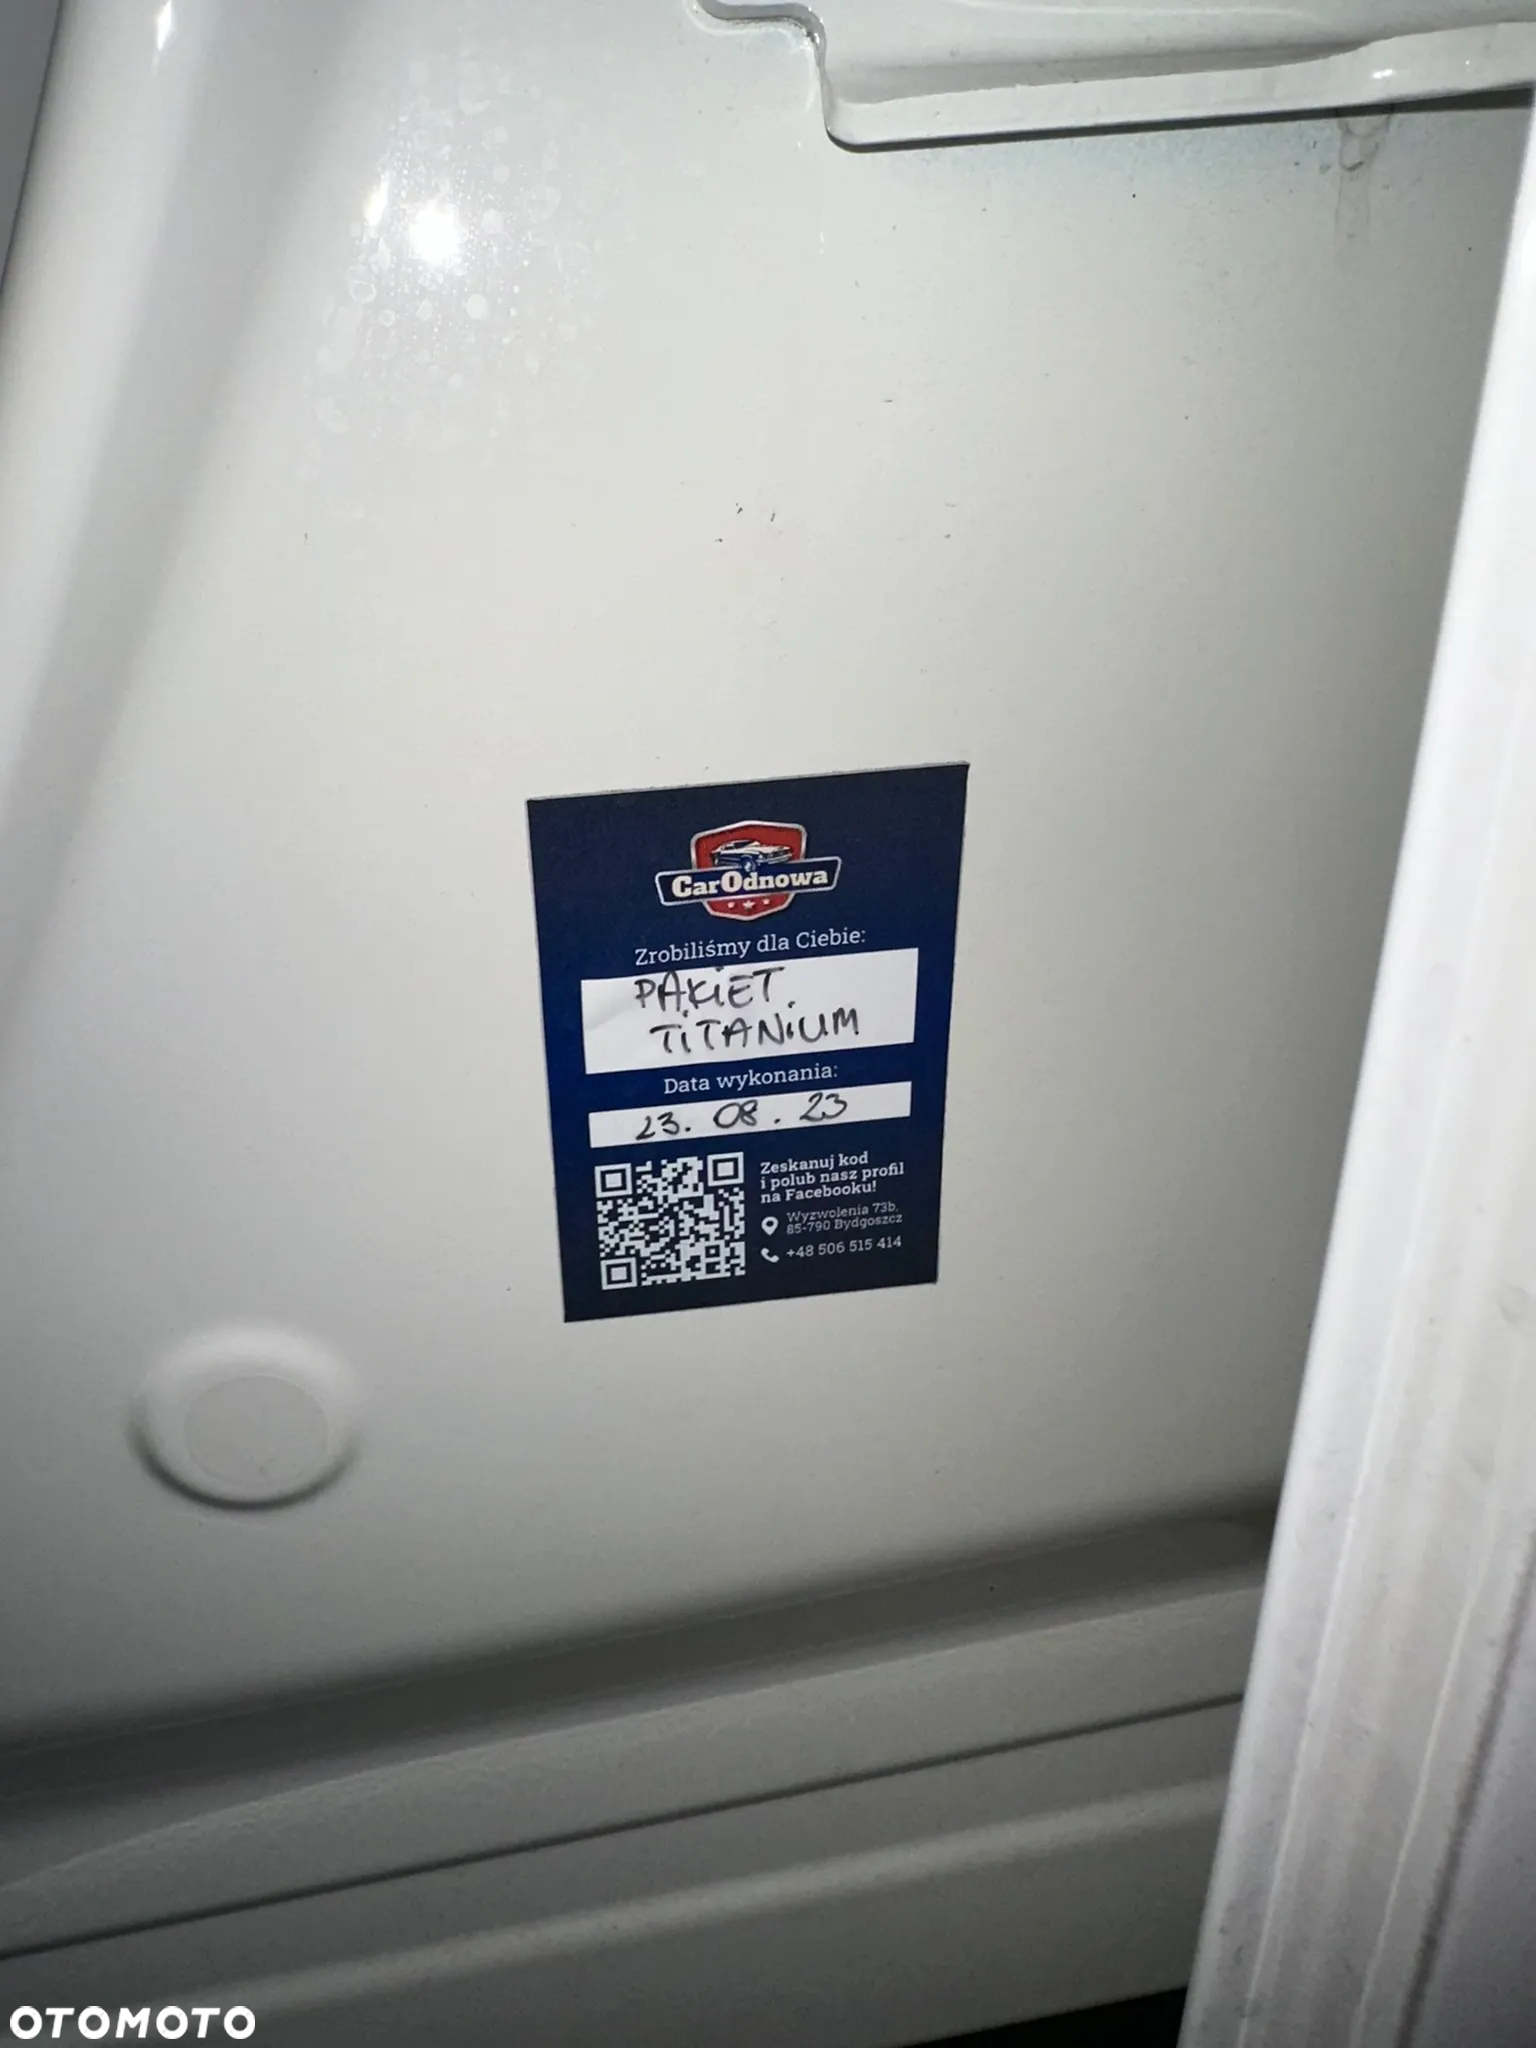 CarOdnowa
Zrobiliśmy dla Ciebie:
PAKIET
TITANIUM
Data wykonania:
23. 08. 23
Zeskanuj kod
i polub nasz profil
na Facebooku!
Wyzwolenia 73b,
85-790 Bydgoszcz
+48 506 515 414
OTOMOTO